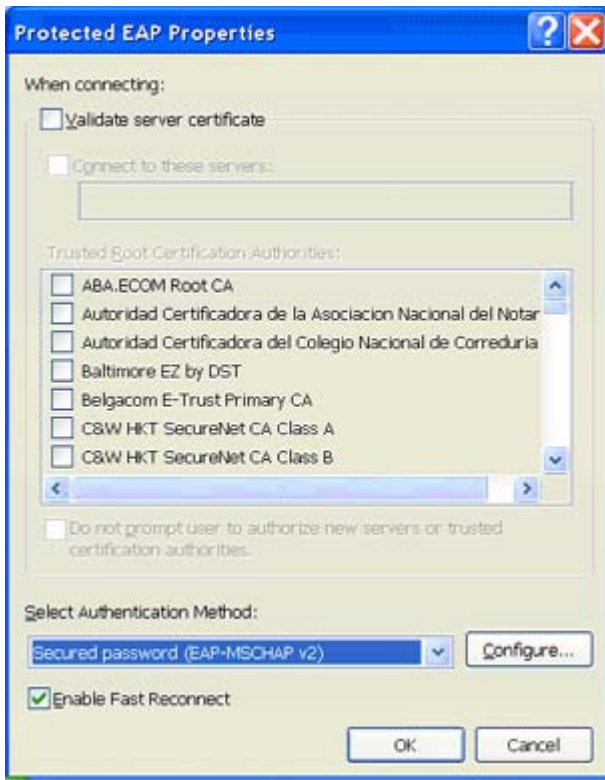 Protected EAP Properties
When connecting:
Validate server certificate
Connect to these servers:
Trusted Root Certification Authorities:
ABA.ECOM Root CA
Autoridad Certificadora de la Asociacion Nacional del Notar
Autoridad Certificadora del Colegio Nacional de Correduria
Baltimore EZ by DST
Belgacom E-Trust Primary CA
C&W HKT SecureNet CA Class A
C&W HKT SecureNet CA Class B
Do not prompt user to authorize new servers or trusted
certification authorities.
Select Authentication Method:
Secured password (EAP-MSCHAP v2)
Configure...
Enable Fast Reconnect
OK
Cancel